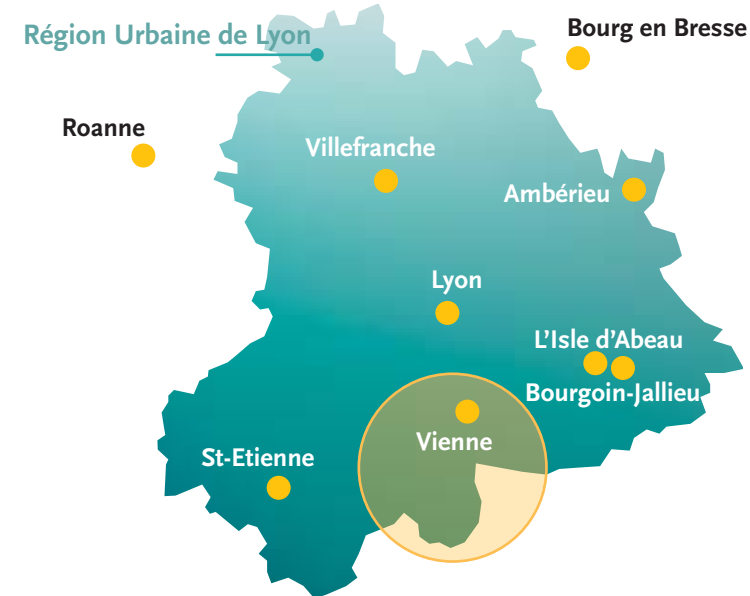 Région Urbaine de Lyon
Bourg en Bresse
Roanne
Villefranche
Ambérieu
Lyon
L'Isle d'Abeau
Bourgoin-Jallieu
Vienne
St-Etienne